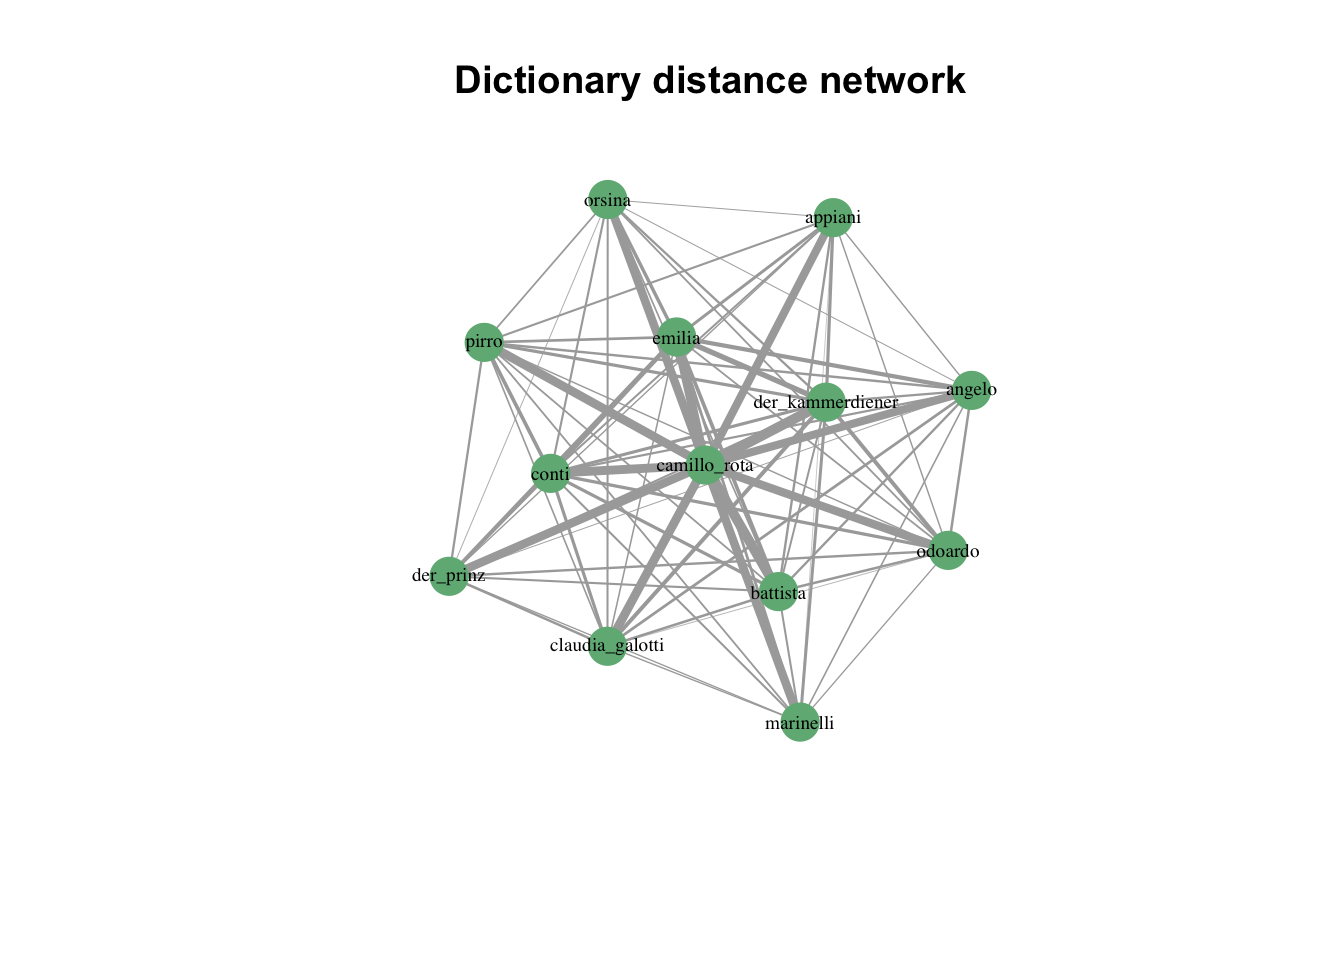 Dictionary distance network
orsina
appiani
emilia
pirro
angelo
der_kammerdiener
camillo_rota
conti
odoardo
der_prinz
battista
claudia_galotti
marinelli